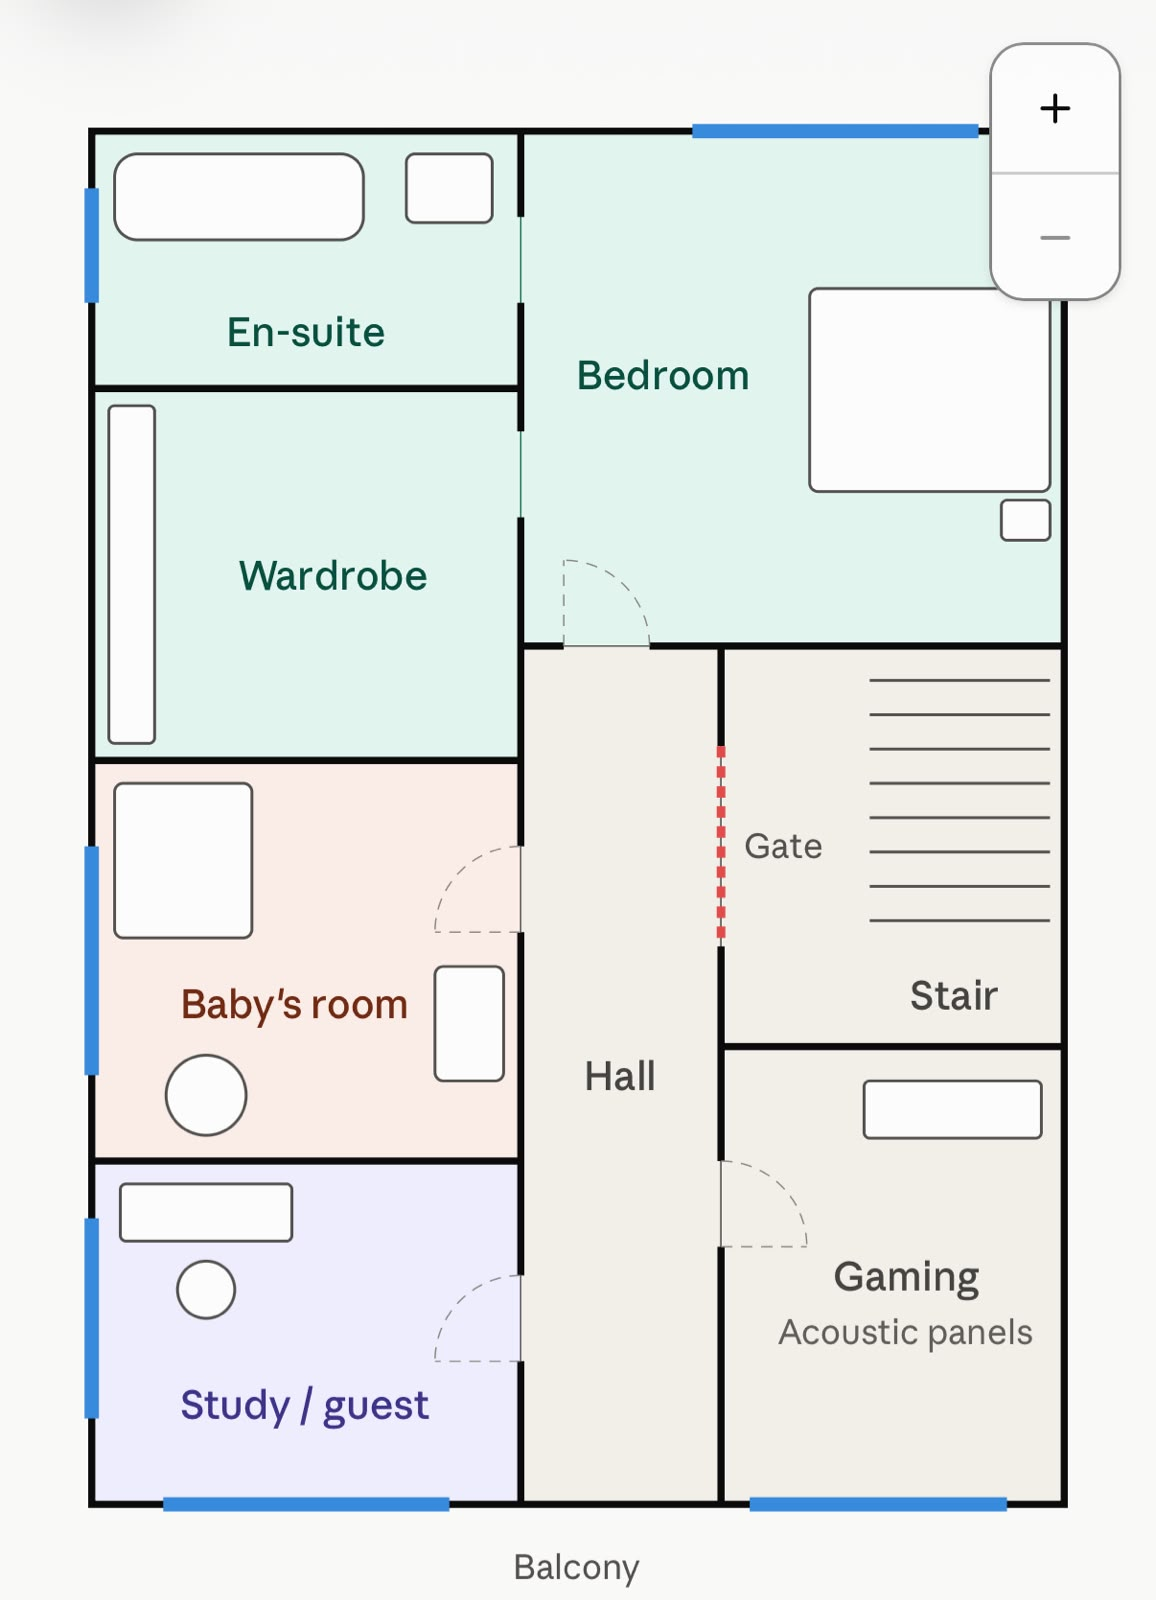 +
−
En-suite
Bedroom
Wardrobe
Gate
Baby's room
Stair
Hall
Gaming
Acoustic panels
Study / guest
Balcony